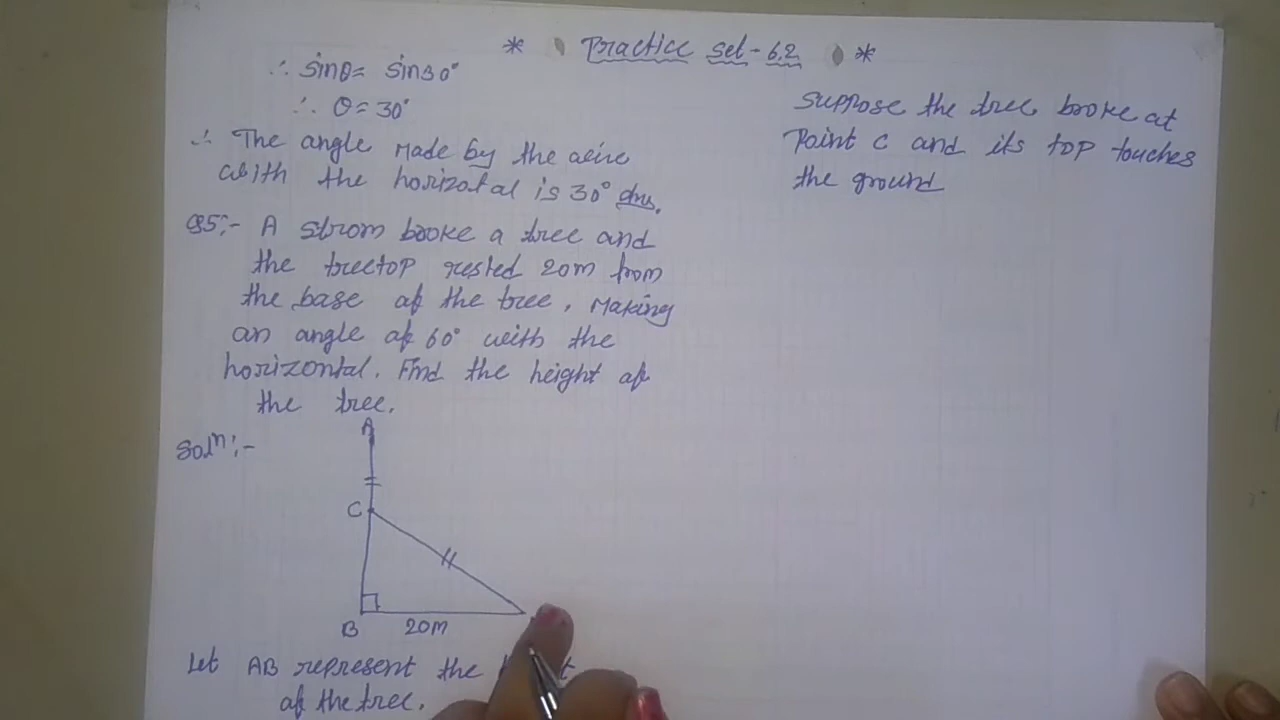 * Practice Set-6.2 *
∴ sinθ= sin30°
∴ θ=30°
∴ The angle made by the wire
with the horizotal is 30° Ans.
Q5:- A strom broke a tree and
the treetop rested 20m from
the base of the tree, making
an angle of 60° with the
horizontal. Find the height of
the tree.
Solⁿ:-
A
C
B
20m
Let AB represent the
of the tree.
Suppose the tree broke at
Point C and its top touches
the ground